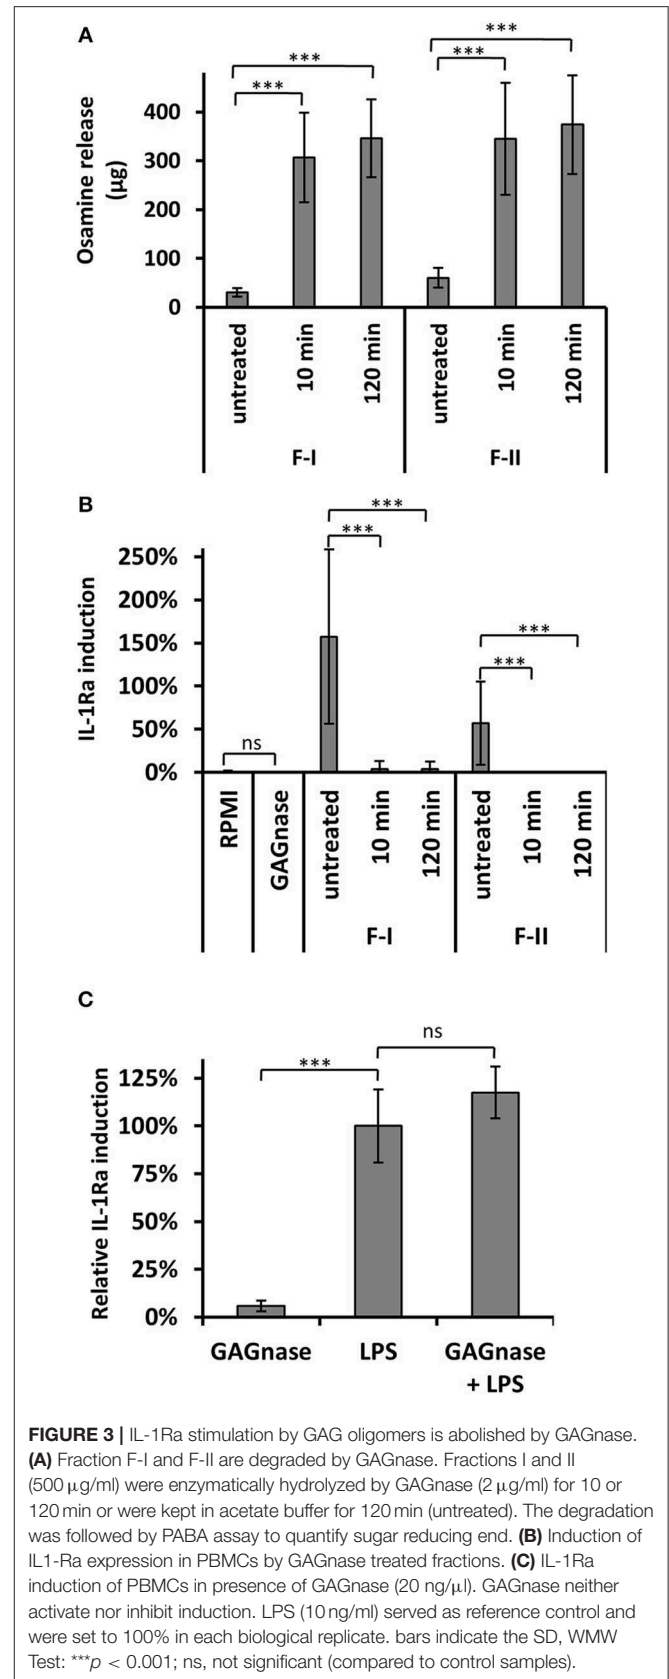 A
***
***
***
***
Osamine release
(µg)
400
300
200
100
0
untreated
10 min
120 min
untreated
10 min
120 min
F-I
F-II
B
***
***
***
***
ns
IL-1Ra induction
250%
200%
150%
100%
50%
0%
RPMI
GAGnase
untreated
10 min
120 min
untreated
10 min
120 min
F-I
F-II
C
ns
***
Relative IL-1Ra induction
125%
100%
75%
50%
25%
0%
GAGnase
LPS
GAGnase
+ LPS
FIGURE 3 | IL-1Ra stimulation by GAG oligomers is abolished by GAGnase.
(A) Fraction F-I and F-II are degraded by GAGnase. Fractions I and II
(500 µg/ml) were enzymatically hydrolyzed by GAGnase (2 µg/ml) for 10 or
120 min or were kept in acetate buffer for 120 min (untreated). The degradation
was followed by PABA assay to quantify sugar reducing end. (B) Induction of
IL1-Ra expression in PBMCs by GAGnase treated fractions. (C) IL-1Ra
induction of PBMCs in presence of GAGnase (20 ng/µl). GAGnase neither
activate nor inhibit induction. LPS (10 ng/ml) served as reference control and
were set to 100% in each biological replicate. bars indicate the SD, WMW
Test: ***p < 0.001; ns, not significant (compared to control samples).